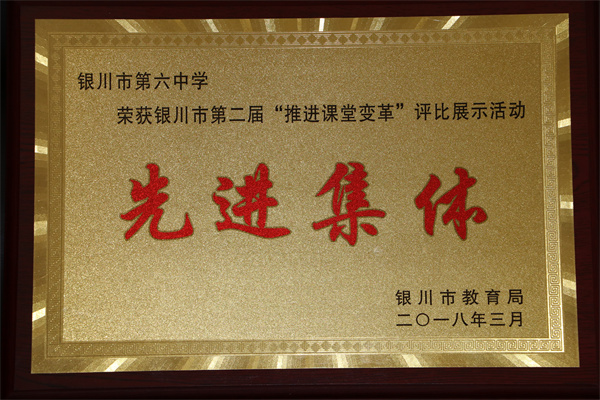 银川市第六中学
荣获银川市第二届“推进课堂变革”评比展示活动
先进集体
银川市教育局
二〇一八年三月